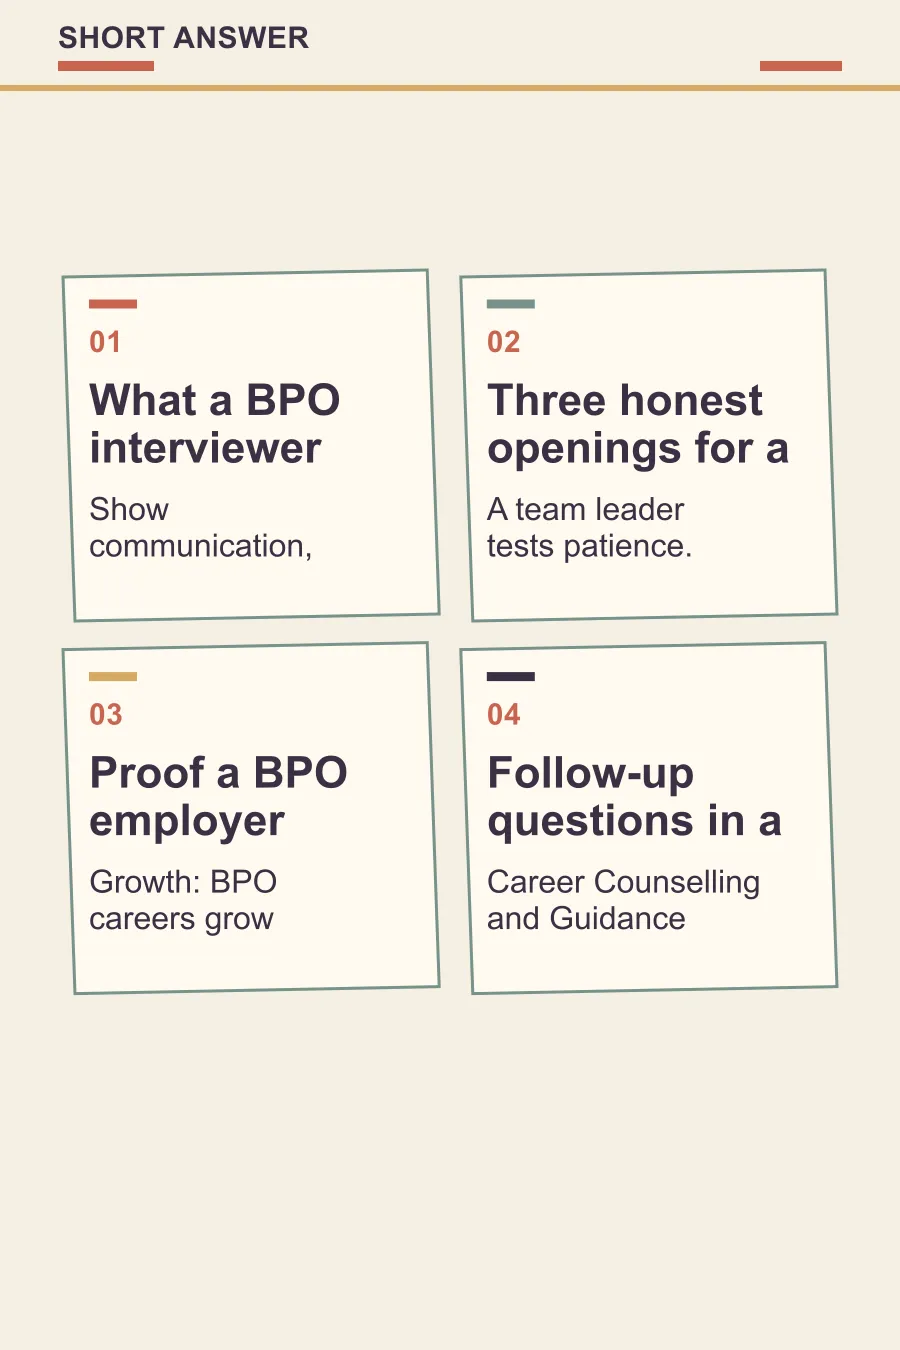 SHORT ANSWER
01
What a BPO
interviewer
Show
communication,
02
Three honest
openings for a
A team leader
tests patience.
03
Proof a BPO
employer
Growth: BPO
careers grow
04
Follow-up
questions in a
Career Counselling
and Guidance